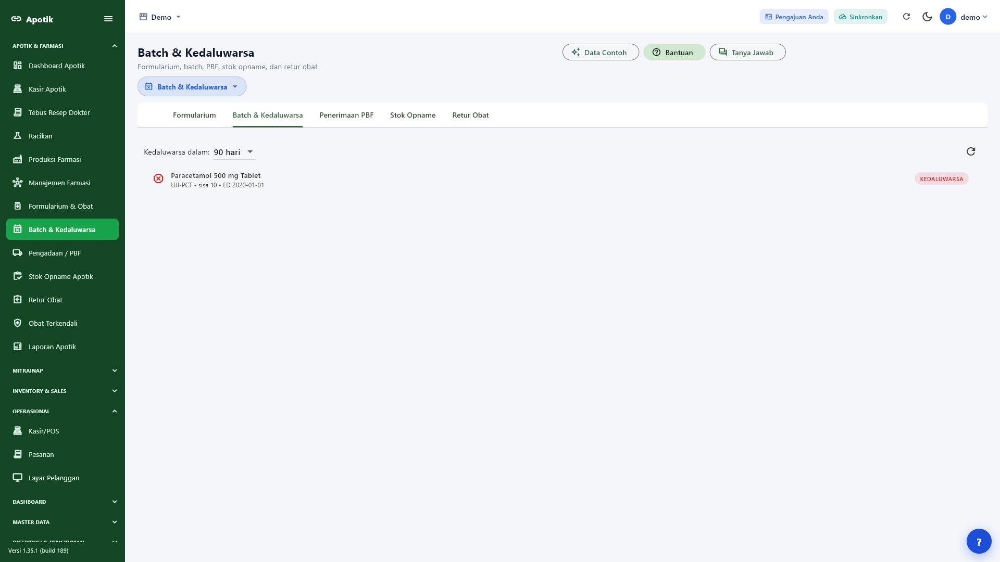 Apotik
APOTIK & FARMASI
Dashboard Apotik
Kasir Apotik
Tebus Resep Dokter
Racikan
Produksi Farmasi
Manajemen Farmasi
Formularium & Obat
Batch & Kedaluwarsa
Pengadaan / PBF
Stok Opname Apotik
Retur Obat
Obat Terkendali
Laporan Apotik
MITRAINAP
INVENTORY & SALES
OPERASIONAL
Kasir/POS
Pesanan
Layar Pelanggan
DASHBOARD
MASTER DATA
DISTRIBUSI & PENGIRIMAN
Versi 1.35.1 (build 189)
Demo
Pengajuan Anda
Sinkronkan
D
demo
Batch & Kedaluwarsa
Formularium, batch, PBF, stok opname, dan retur obat
Data Contoh
Bantuan
Tanya Jawab
Batch & Kedaluwarsa
Formularium
Batch & Kedaluwarsa
Penerimaan PBF
Stok Opname
Retur Obat
Kedaluwarsa dalam: 90 hari
Paracetamol 500 mg Tablet
UJI-PCT • sisa 10 • ED 2020-01-01
KEDALUWARSA
?